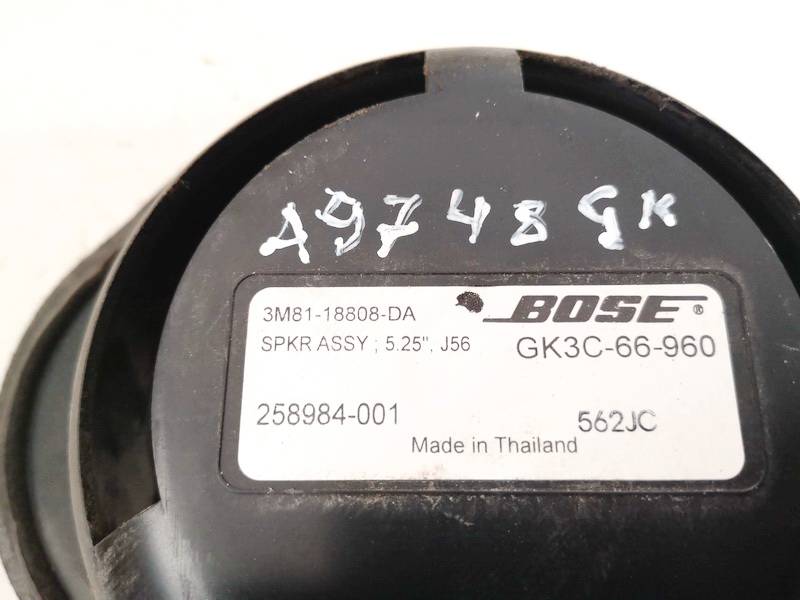 A9748GK
3M81-18808-DA
BOSE®
SPKR ASSY ; 5.25", J56
GK3C-66-960
258984-001
562JC
Made in Thailand